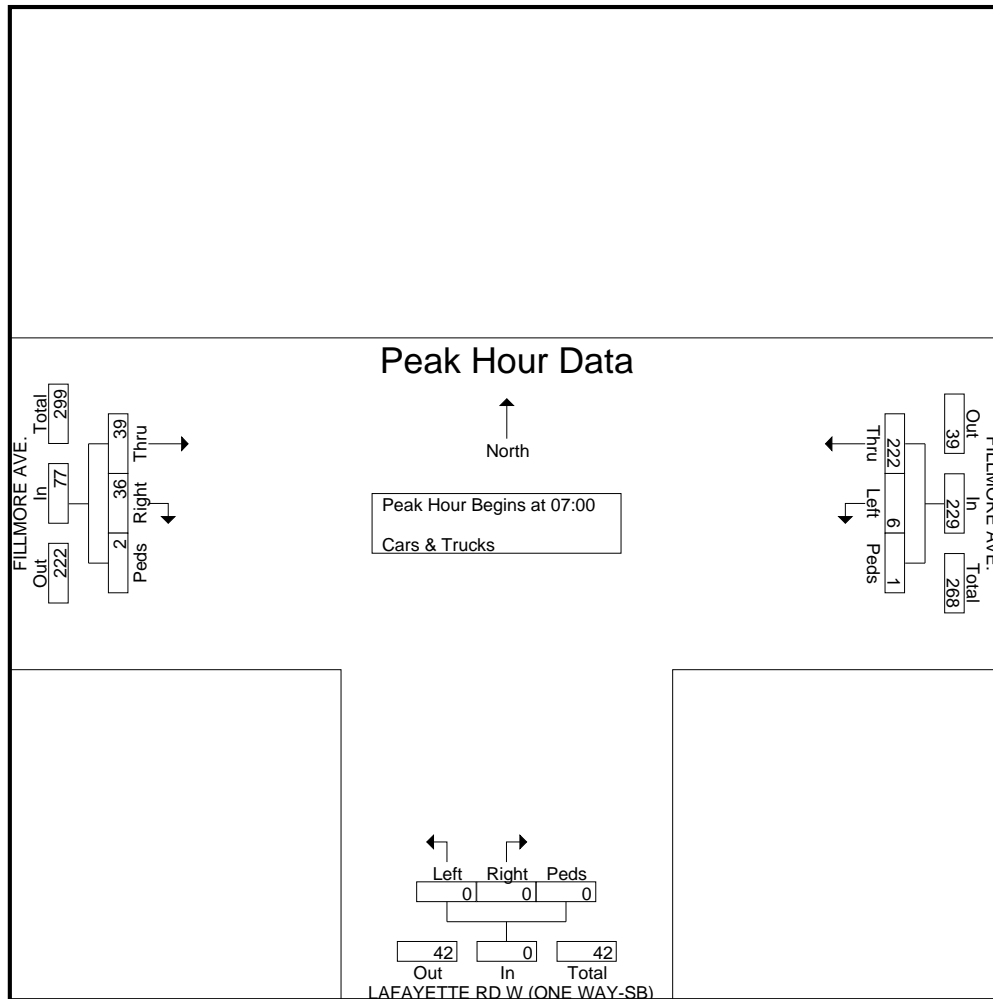 Peak Hour Data
North
Peak Hour Begins at 07:00
Cars & Trucks
FILLMORE AVE.
Out In Total
222 77 299
Thru Right Peds
39 36 2
FILLMORE AVE.
Out In Total
39 229 268
Thru Left Peds
222 6 1
Left Right Peds
0 0 0
42 0 42
Out In Total
LAFAYETTE RD W (ONE WAY-SB)